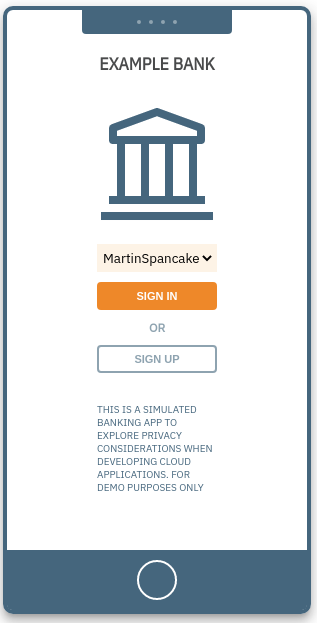 EXAMPLE BANK
MartinSpancake
SIGN IN
OR
SIGN UP
THIS IS A SIMULATED
BANKING APP TO
EXPLORE PRIVACY
CONSIDERATIONS WHEN
DEVELOPING CLOUD
APPLICATIONS. FOR
DEMO PURPOSES ONLY